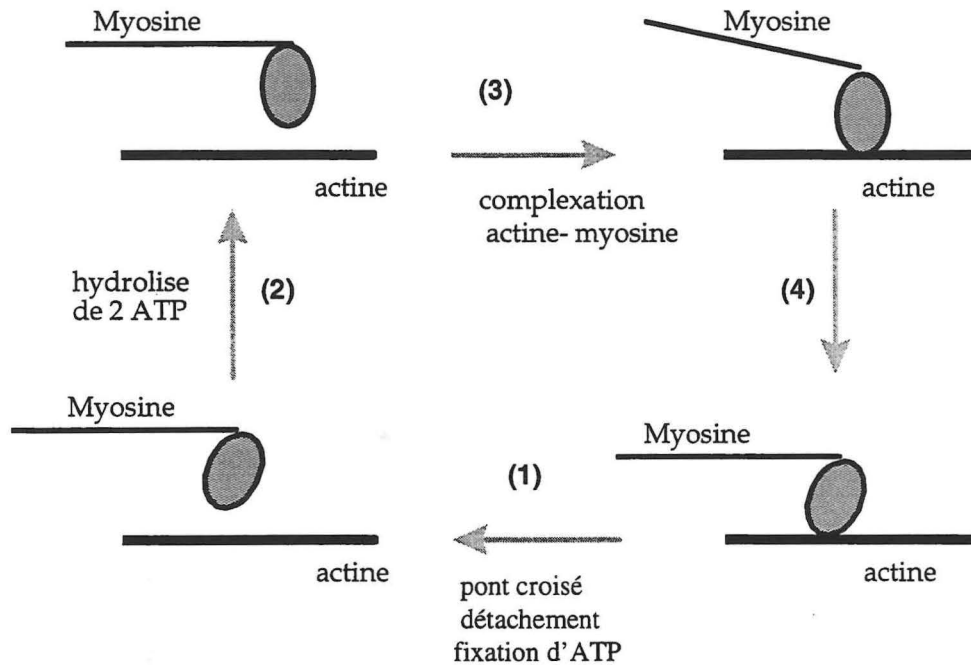 Myosine
Myosine
(3)
actine
actine
complexation
actine- myosine
hydrolise
de 2 ATP
(2)
(4)
Myosine
Myosine
(1)
actine
actine
pont croisé
détachement
fixation d'ATP